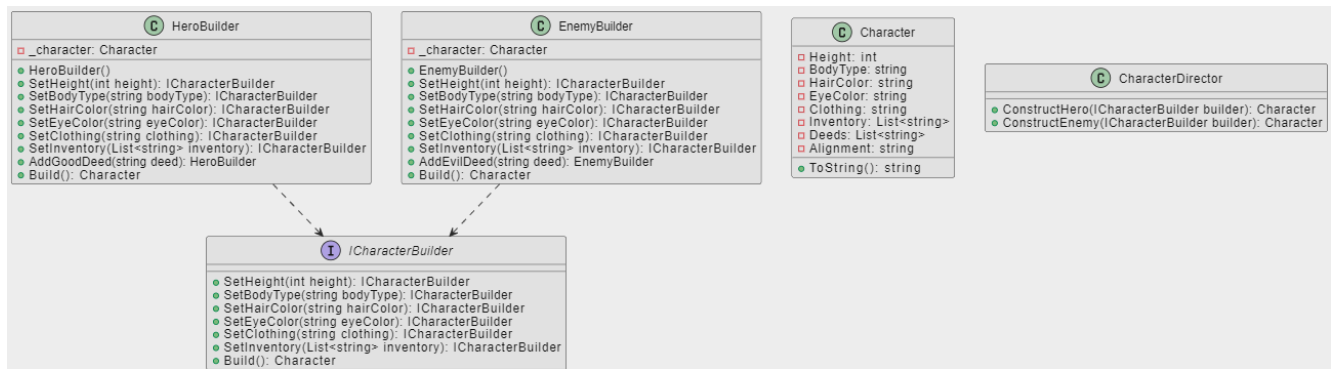 C HeroBuilder
_character: Character
HeroBuilder()
SetHeight(int height): ICharacterBuilder
SetBodyType(string bodyType): ICharacterBuilder
SetHairColor(string hairColor): ICharacterBuilder
SetEyeColor(string eyeColor): ICharacterBuilder
SetClothing(string clothing): ICharacterBuilder
SetInventory(List<string> inventory): ICharacterBuilder
AddGoodDeed(string deed): HeroBuilder
Build(): Character
C EnemyBuilder
_character: Character
EnemyBuilder()
SetHeight(int height): ICharacterBuilder
SetBodyType(string bodyType): ICharacterBuilder
SetHairColor(string hairColor): ICharacterBuilder
SetEyeColor(string eyeColor): ICharacterBuilder
SetClothing(string clothing): ICharacterBuilder
SetInventory(List<string> inventory): ICharacterBuilder
AddEvilDeed(string deed): EnemyBuilder
Build(): Character
C Character
Height: int
BodyType: string
HairColor: string
EyeColor: string
Clothing: string
Inventory: List<string>
Deeds: List<string>
Alignment: string
ToString(): string
C CharacterDirector
ConstructHero(ICharacterBuilder builder): Character
ConstructEnemy(ICharacterBuilder builder): Character
I ICharacterBuilder
SetHeight(int height): ICharacterBuilder
SetBodyType(string bodyType): ICharacterBuilder
SetHairColor(string hairColor): ICharacterBuilder
SetEyeColor(string eyeColor): ICharacterBuilder
SetClothing(string clothing): ICharacterBuilder
SetInventory(List<string> inventory): ICharacterBuilder
Build(): Character